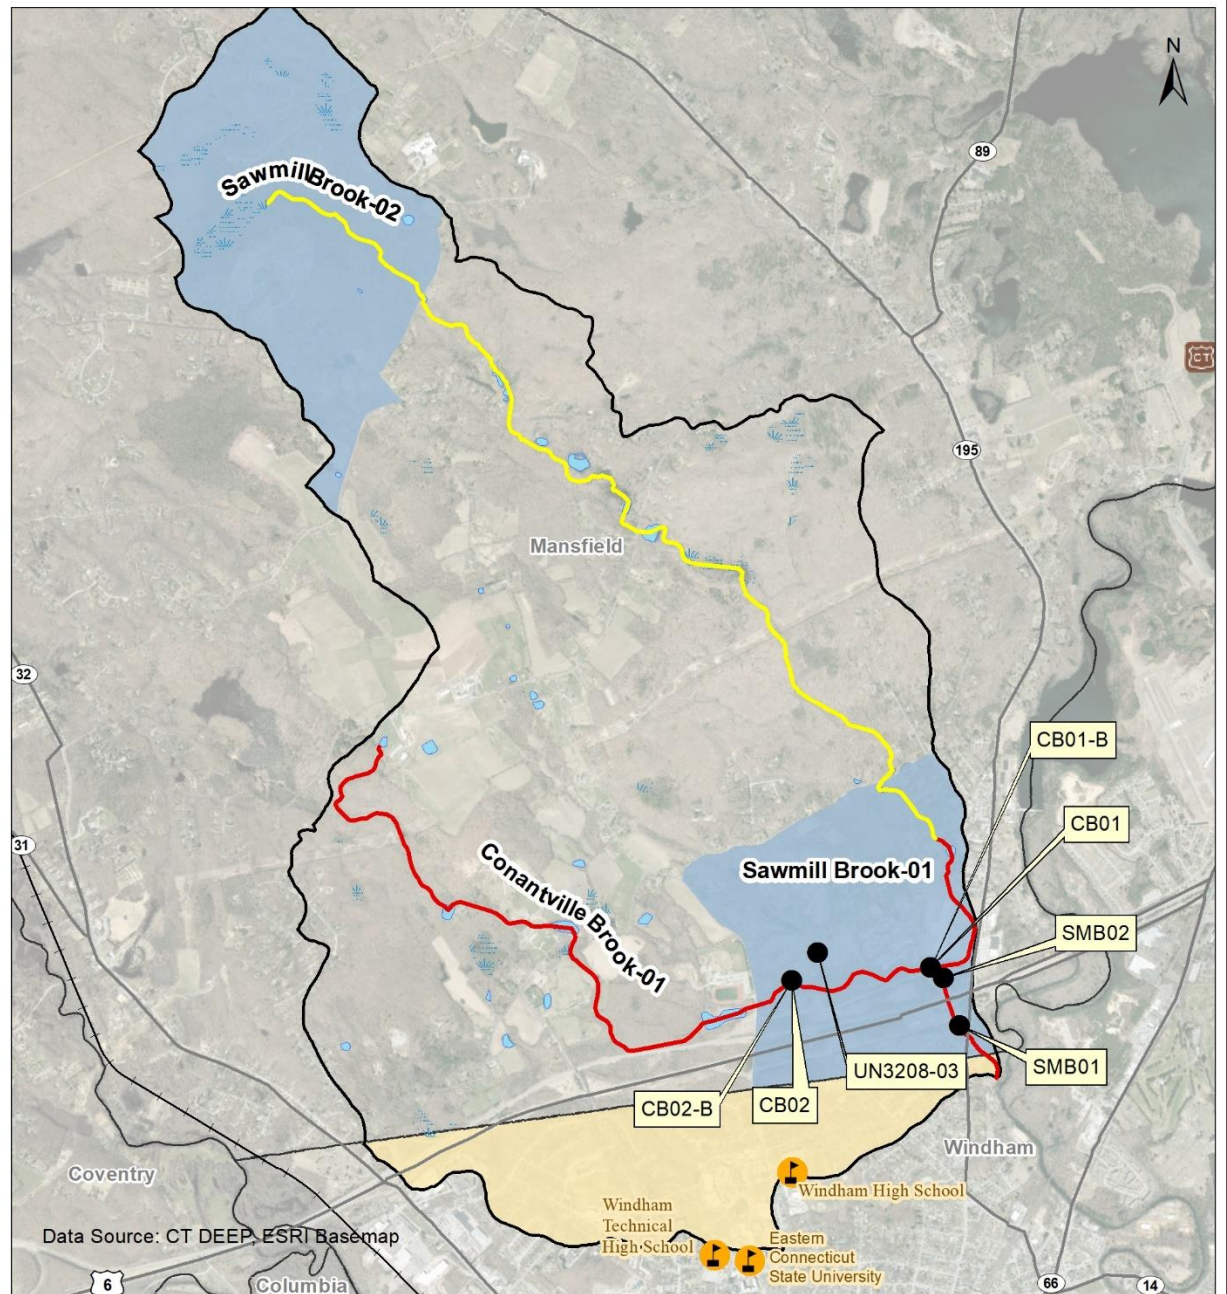 N
89
Sawmill Brook-02
CT
195
Mansfield
32
CB01-B
CB01
31
Sawmill Brook-01
Conantville
Brook-01
SMB02
UN3208-03
SMB01
CB02-B
CB02
Windham
Coventry
Windham High School
Windham
Technical
High School
Eastern
Connecticut
State University
Data Source: CT DEEP, ESRI Basemap
6
Columbia
66
14